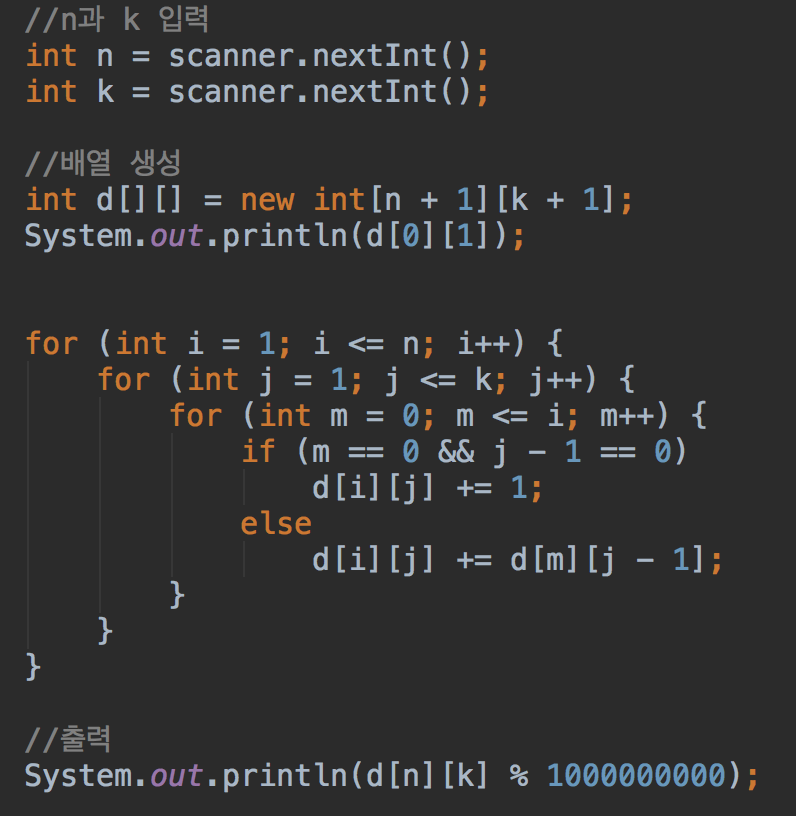 //n과 k 입력
int n = scanner.nextInt();
int k = scanner.nextInt();
//배열 생성
int d[][] = new int[n + 1][k + 1];
System.out.println(d[0][1]);
for (int i = 1; i <= n; i++) {
for (int j = 1; j <= k; j++) {
for (int m = 0; m <= i; m++) {
if (m == 0 && j - 1 == 0)
d[i][j] += 1;
else
d[i][j] += d[m][j - 1];
}
}
}
//출력
System.out.println(d[n][k] % 1000000000);